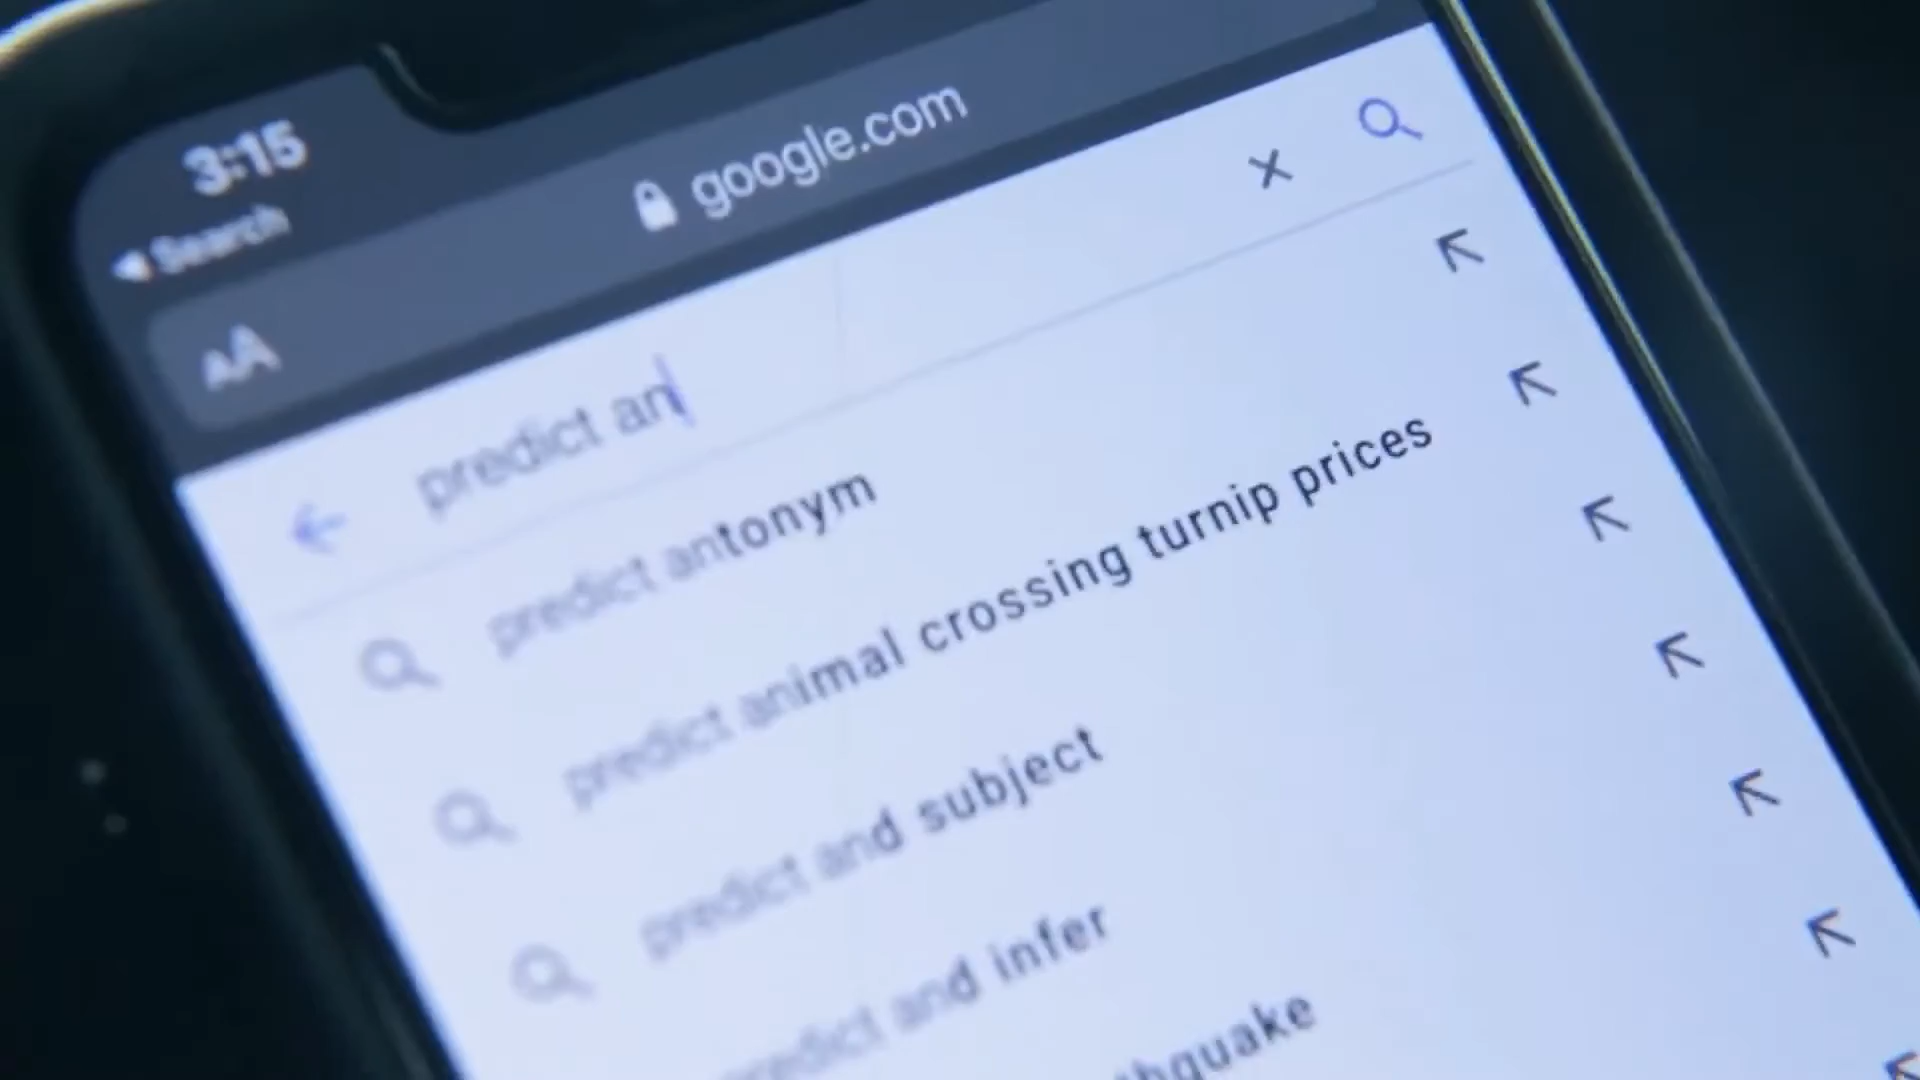 3:15
Search
AA
google.com
predict an
predict antonym
predict animal crossing turnip prices
predict and subject
predict and infer